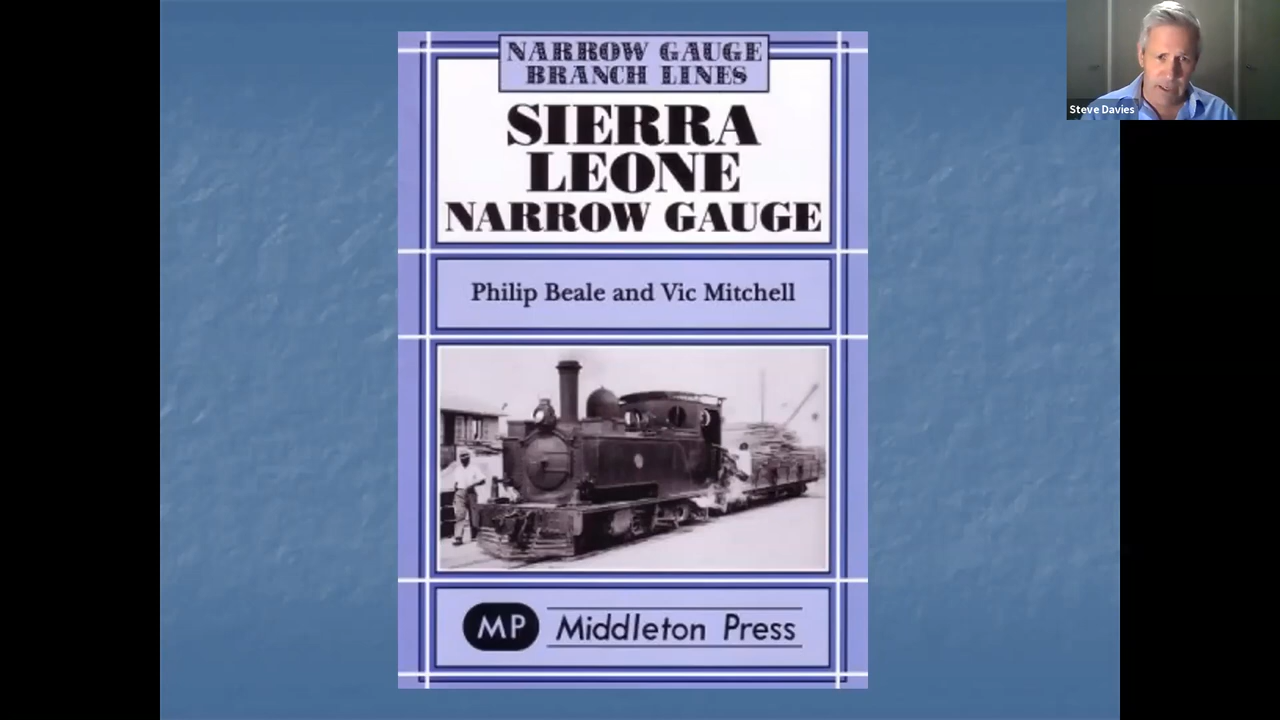 NARROW GAUGE
BRANCH LINES
SIERRA
LEONE
NARROW GAUGE
Philip Beale and Vic Mitchell
MP Middleton Press
Steve Davies